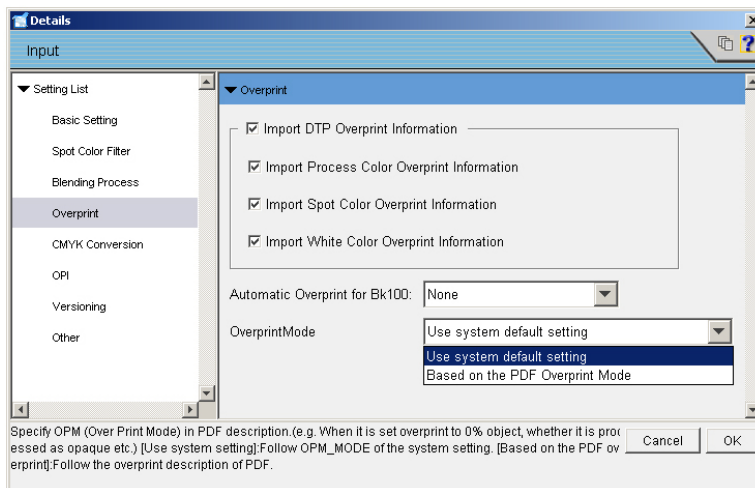 Details
Input
Setting List
Basic Setting
Spot Color Filter
Blending Process
Overprint
CMYK Conversion
OPI
Versioning
Other
Overprint
Import DTP Overprint Information
Import Process Color Overprint Information
Import Spot Color Overprint Information
Import White Color Overprint Information
Automatic Overprint for Bk100: None
OverprintMode Use system default setting
Use system default setting
Based on the PDF Overprint Mode
Specify OPM (Over Print Mode) in PDF description.(e.g. When it is set overprint to 0% object, whether it is proc
essed as opaque etc.) [Use system setting]:Follow OPM_MODE of the system setting. [Based on the PDF ov
erprint]:Follow the overprint description of PDF.
Cancel OK